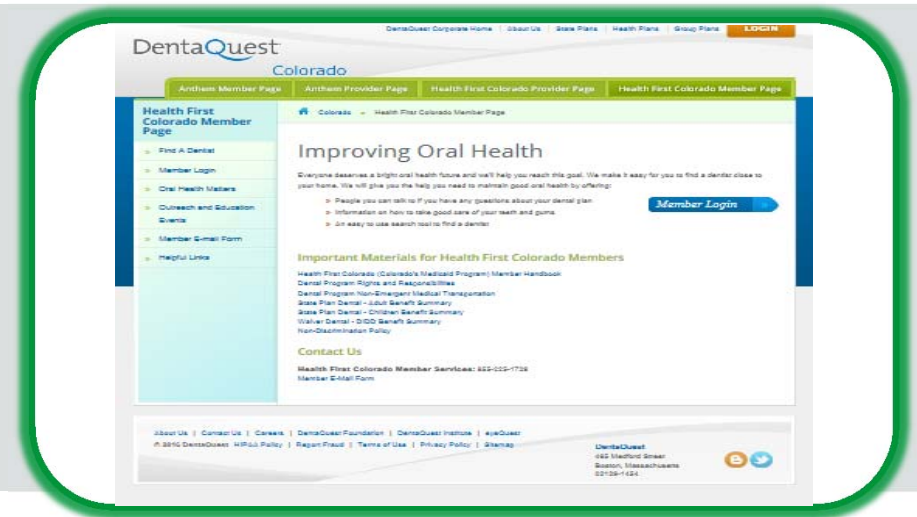 DentaQuest Corporate Home | About Us | State Plans | Health Plans | Group Plans LOGIN
DentaQuest
Colorado
Anthem Member Page Anthem Provider Page Health First Colorado Provider Page Health First Colorado Member Page
Health First
Colorado Member
Page
» Find A Dentist
» Member Login
» Oral Health Matters
» Outreach and Education
Events
» Member E-mail Form
» Helpful Links
Colorado » Health First Colorado Member Page
Improving Oral Health
Everyone deserves a bright oral health future and we'll help you reach this goal. We make it easy for you to find a dentist close to
your home. We will give you the help you need to maintain good oral health by offering:
» People you can talk to if you have any questions about your dental plan
» Information on how to take good care of your teeth and gums
» An easy to use search tool to find a dentist
Member Login »
Important Materials for Health First Colorado Members
Health First Colorado (Colorado's Medicaid Program) Member Handbook
Dental Program Rights and Responsibilities
Dental Program Non-Emergent Medical Transportation
State Plan Dental - Adult Benefit Summary
State Plan Dental - Children Benefit Summary
Waiver Dental - DIDD Benefit Summary
Non-Discrimination Policy
Contact Us
Health First Colorado Member Services: 855-225-1729
Member E-Mail Form
About Us | Contact Us | Careers | DentaQuest Foundation | DentaQuest Institute | eyeQuest
© 2016 DentaQuest HIPAA Policy | Report Fraud | Terms of Use | Privacy Policy | Sitemap
DentaQuest
465 Medford Street
Boston, Massachusetts
02129-1454